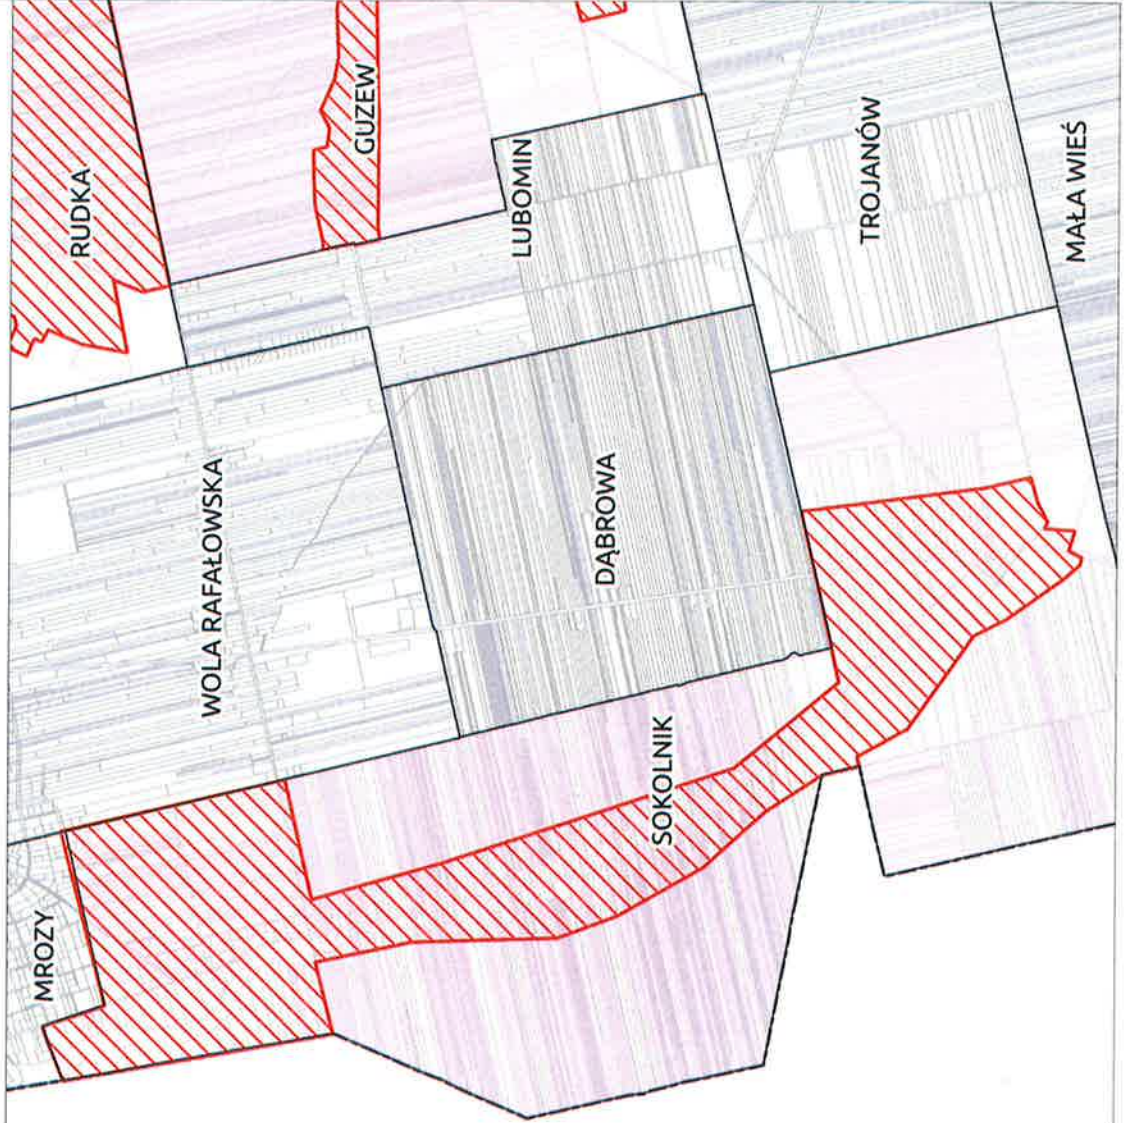 RUDKA
GUZEW
LUBOMIN
TROJANÓW
MAŁA WIEŚ
WOLA RAFAŁOWSKA
DĄBROWA
SOKOLNIK
MROZY